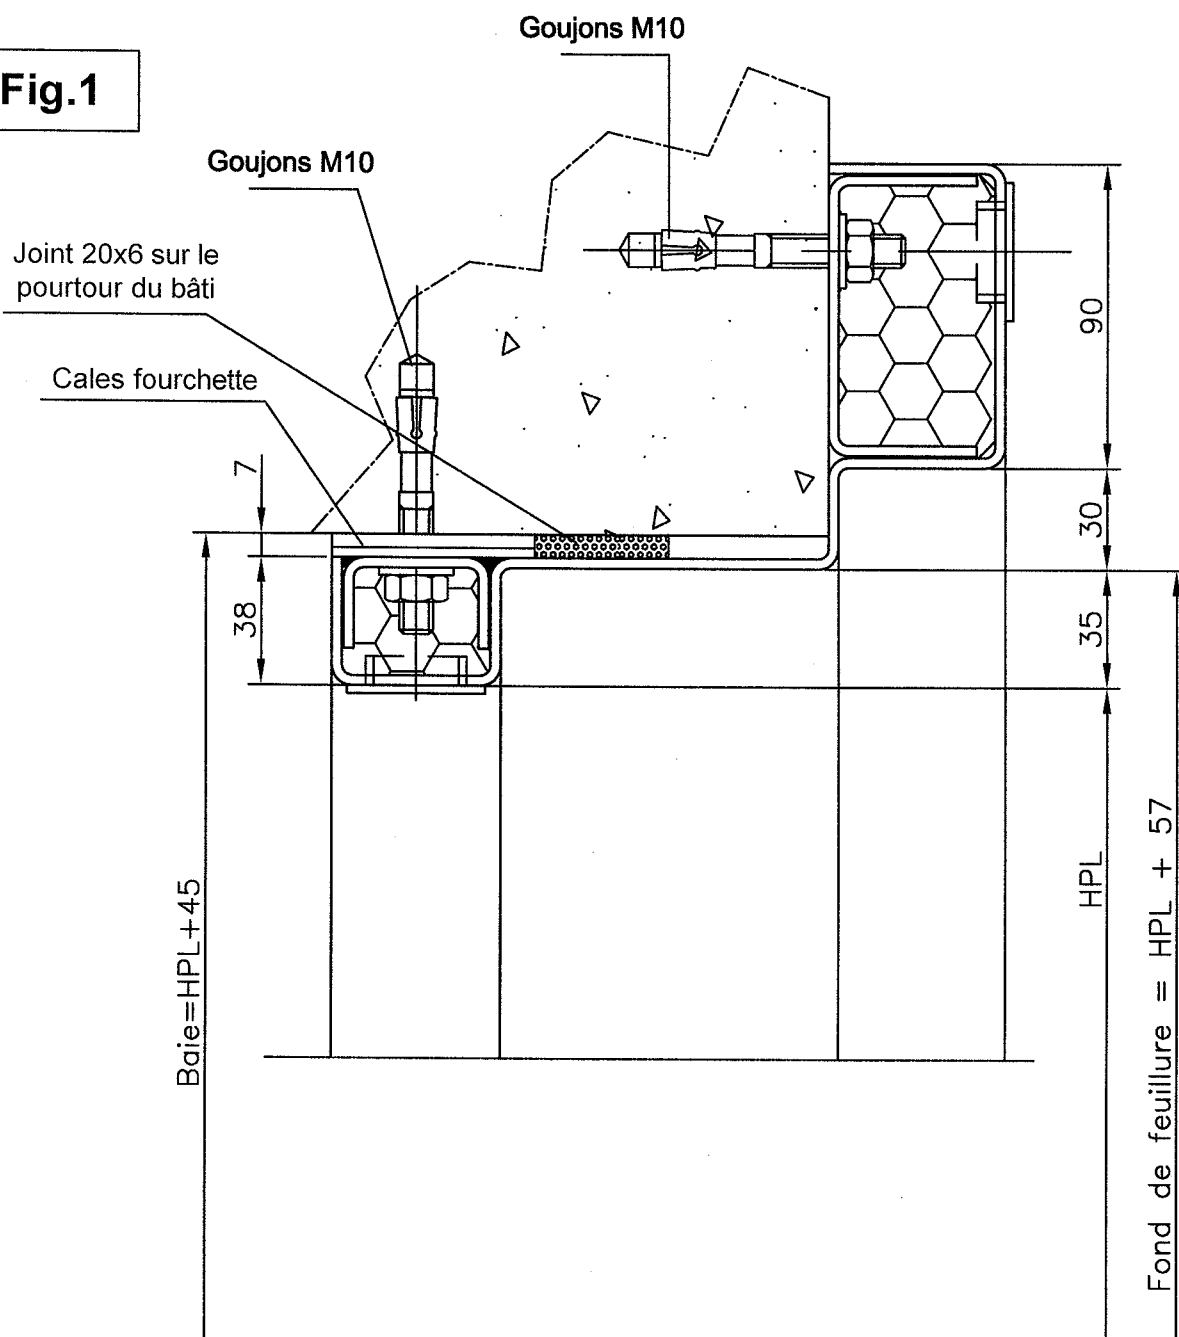 Goujons M10
Fig.1
Goujons M10
Joint 20x6 sur le
pourtour du bâti
Cales fourchette
7
38
90
30
35
Baie=HPL+45
HPL
Fond de feuillure = HPL + 57